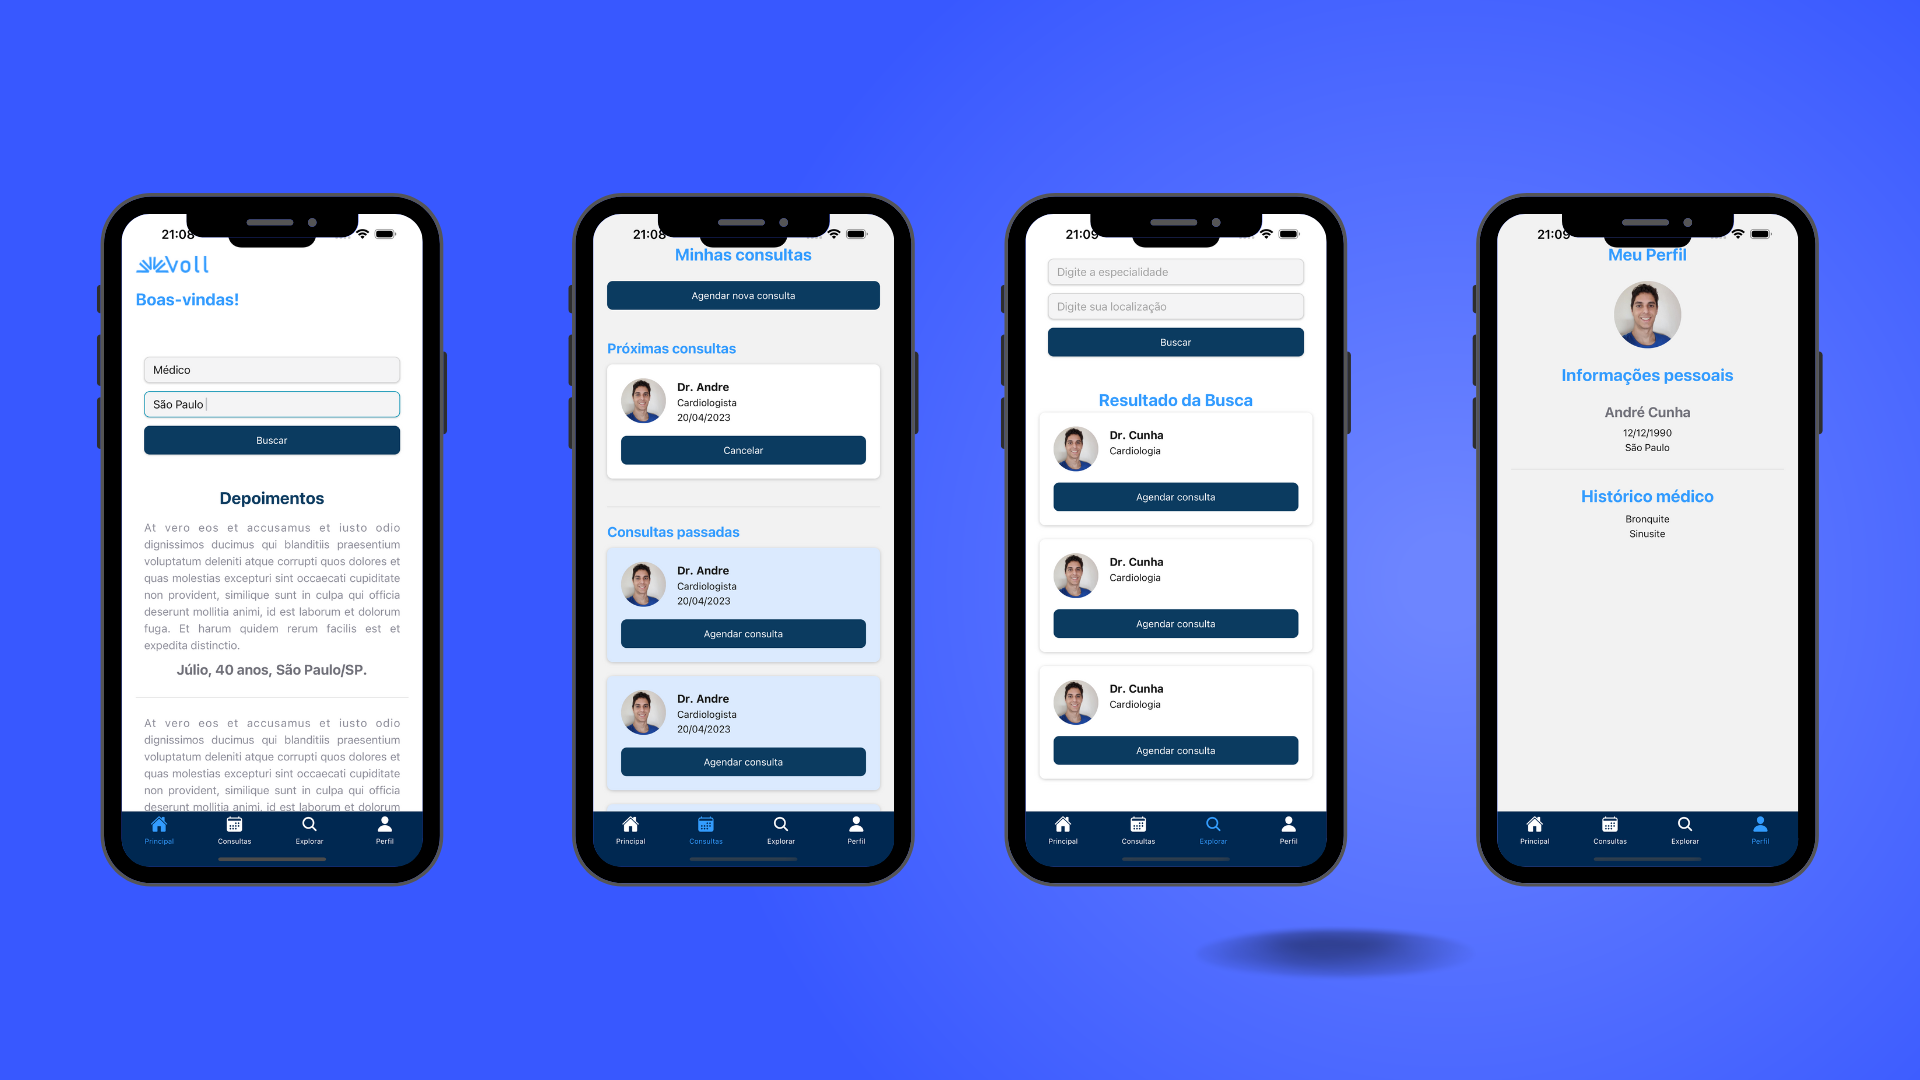 21:08
voll
Boas-vindas!
Médico
São Paulo
Buscar
Depoimentos
At vero eos et accusamus et iusto odio
dignissimos ducimus qui blanditiis praesentium
voluptatum deleniti atque corrupti quos dolores et
quas molestias excepturi sint occaecati cupiditate
non provident, similique sunt in culpa qui officia
deserunt mollitia animi, id est laborum et dolorum
fuga. Et harum quidem rerum facilis est et
expedita distinctio.
Júlio, 40 anos, São Paulo/SP.
At vero eos et accusamus et iusto odio
dignissimos ducimus qui blanditiis praesentium
voluptatum deleniti atque corrupti quos dolores et
quas molestias excepturi sint occaecati cupiditate
non provident, similique sunt in culpa qui officia
deserunt mollitia animi, id est laborum et dolorum
Principal
Consultas
Explorar
Perfil
21:08
Minhas consultas
Agendar nova consulta
Próximas consultas
Dr. Andre
Cardiologista
20/04/2023
Cancelar
Consultas passadas
Dr. Andre
Cardiologista
20/04/2023
Agendar consulta
Dr. Andre
Cardiologista
20/04/2023
Agendar consulta
Principal
Consultas
Explorar
Perfil
21:09
Digite a especialidade
Digite sua localização
Buscar
Resultado da Busca
Dr. Cunha
Cardiologia
Agendar consulta
Dr. Cunha
Cardiologia
Agendar consulta
Dr. Cunha
Cardiologia
Agendar consulta
Principal
Consultas
Explorar
Perfil
21:09
Meu Perfil
Informações pessoais
André Cunha
12/12/1990
São Paulo
Histórico médico
Bronquite
Sinusite
Principal
Consultas
Explorar
Perfil